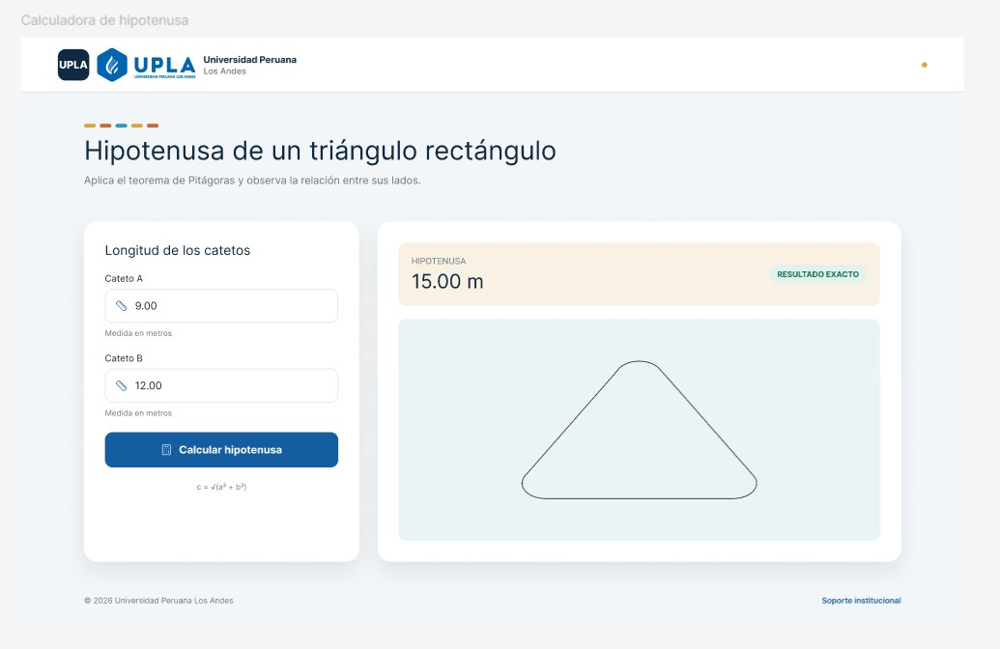 Calculadora de hipotenusa
UPLA
UPLA
UNIVERSIDAD PERUANA LOS ANDES
Universidad Peruana
Los Andes
Hipotenusa de un triángulo rectángulo
Aplica el teorema de Pitágoras y observa la relación entre sus lados.
Longitud de los catetos
Cateto A
9.00
Medida en metros
Cateto B
12.00
Medida en metros
Calcular hipotenusa
c = √(a² + b²)
HIPOTENUSA
15.00 m
RESULTADO EXACTO
© 2026 Universidad Peruana Los Andes
Soporte institucional